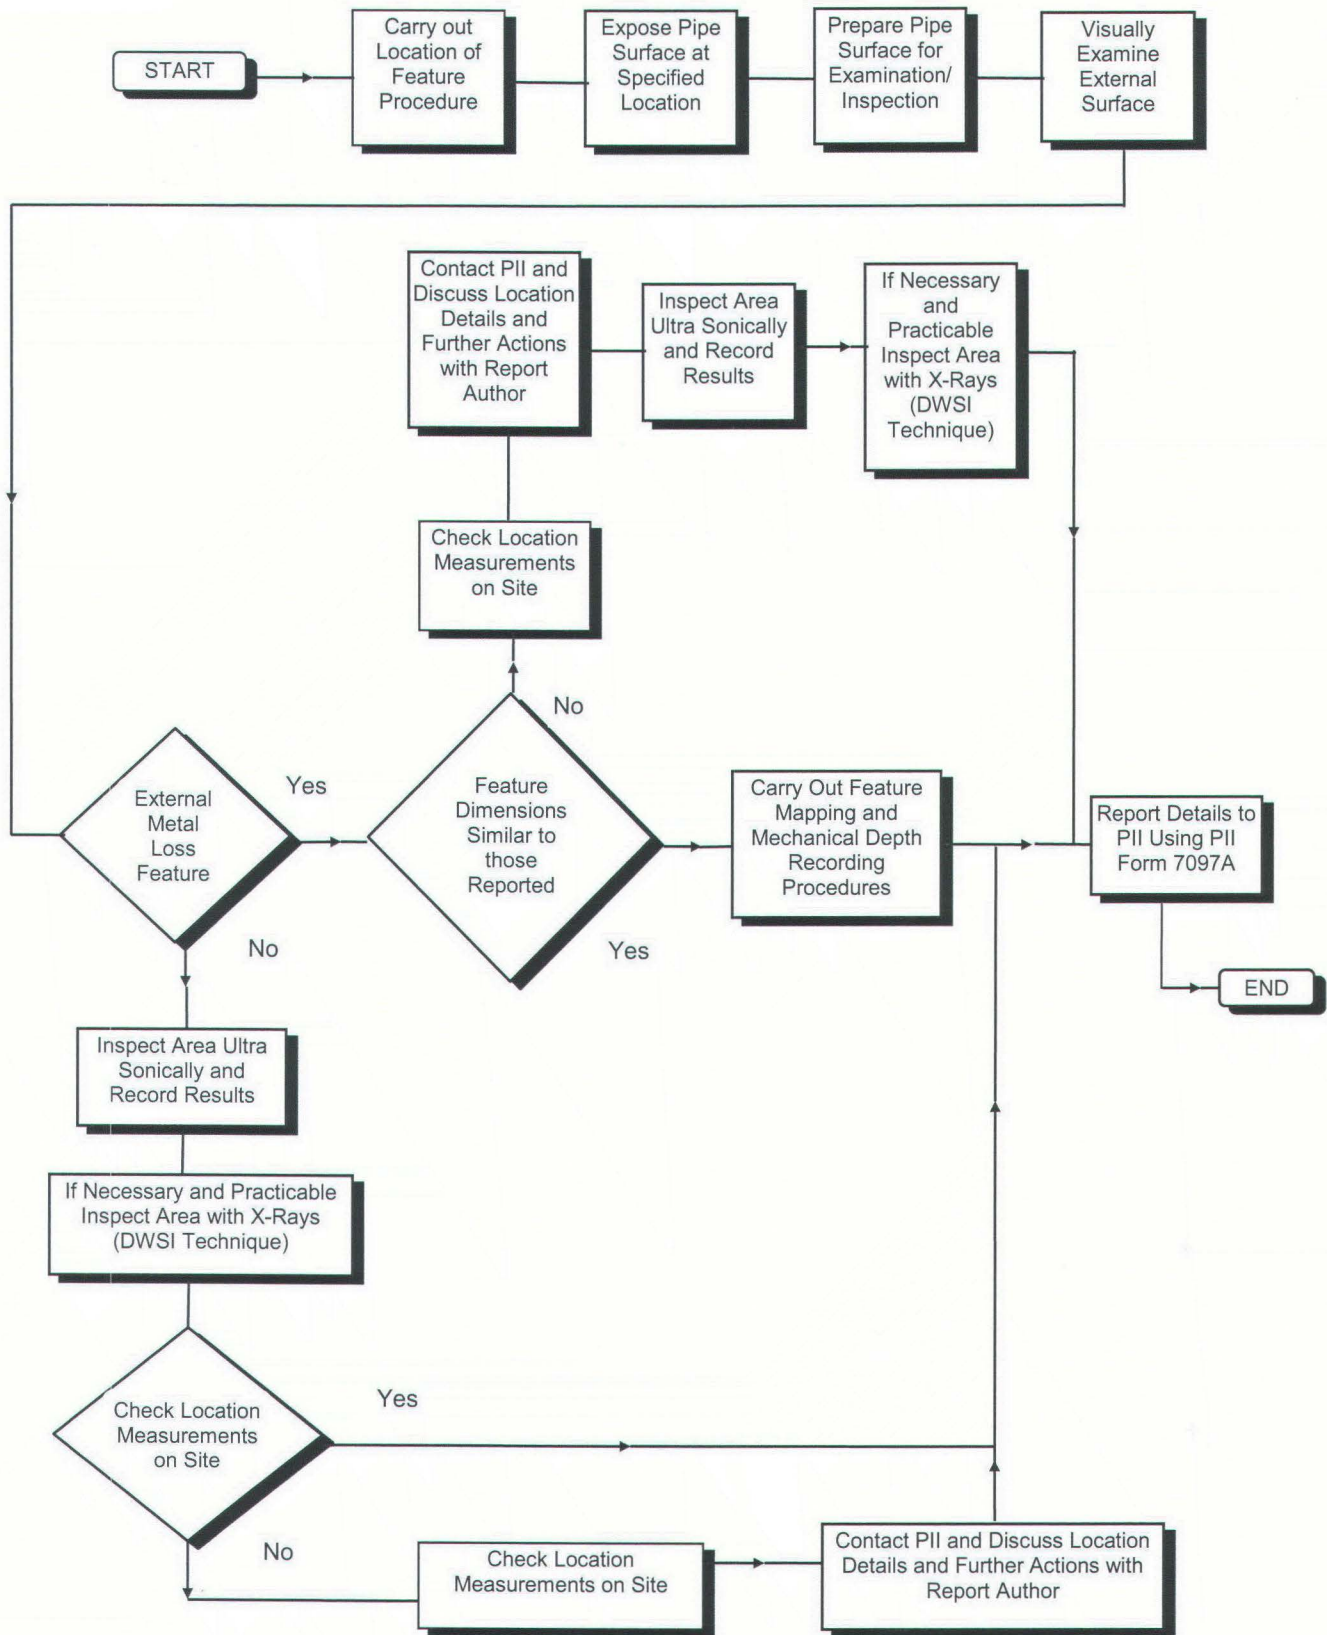 START
Carry out
Location of
Feature
Procedure
Expose Pipe
Surface at
Specified
Location
Prepare Pipe
Surface for
Examination/
Inspection
Visually
Examine
External
Surface
Contact PII and
Discuss Location
Details and
Further Actions
with Report
Author
Inspect Area
Ultra Sonically
and Record
Results
If Necessary
and
Practicable
Inspect Area
with X-Rays
(DWSI
Technique)
Check Location
Measurements
on Site
No
External
Metal
Loss
Feature
Yes
Feature
Dimensions
Similar to
those
Reported
Carry Out Feature
Mapping and
Mechanical Depth
Recording
Procedures
Report Details to
PII Using PII
Form 7097A
No
Yes
END
Inspect Area Ultra
Sonically and
Record Results
If Necessary and Practicable
Inspect Area with X-Rays
(DWSI Technique)
Check Location
Measurements
on Site
Yes
No
Check Location
Measurements on Site
Contact PII and Discuss Location
Details and Further Actions with
Report Author